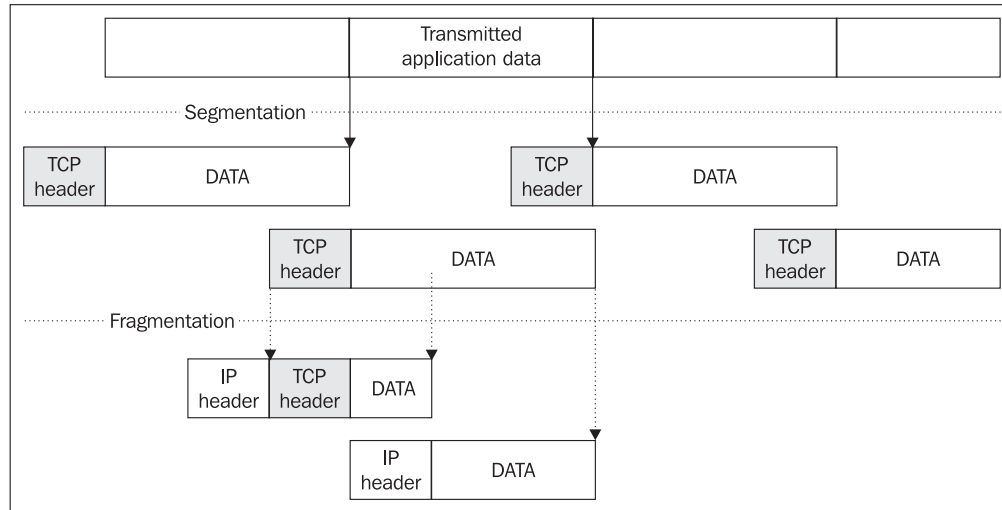 Transmitted
application data
Segmentation
TCP
header
DATA
TCP
header
DATA
TCP
header
DATA
TCP
header
DATA
Fragmentation
IP
header
TCP
header
DATA
IP
header
DATA